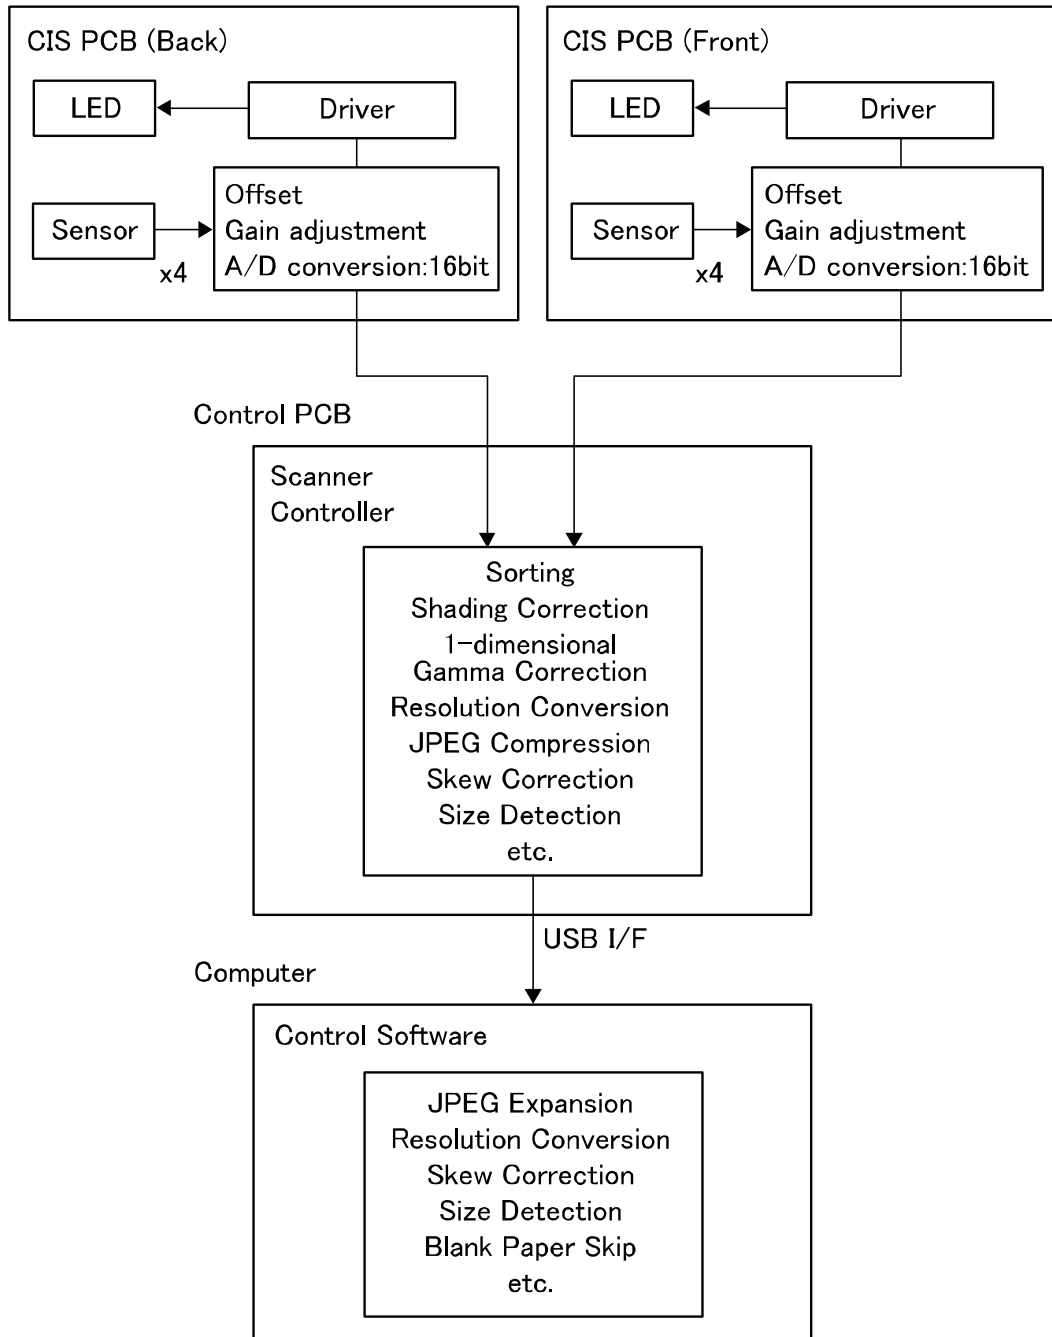 CIS PCB (Back)
LED
Driver
Sensor
x4
Offset
Gain adjustment
A/D conversion:16bit
CIS PCB (Front)
LED
Driver
Sensor
x4
Offset
Gain adjustment
A/D conversion:16bit
Control PCB
Scanner
Controller
Sorting
Shading Correction
1-dimensional
Gamma Correction
Resolution Conversion
JPEG Compression
Skew Correction
Size Detection
etc.
USB I/F
Computer
Control Software
JPEG Expansion
Resolution Conversion
Skew Correction
Size Detection
Blank Paper Skip
etc.